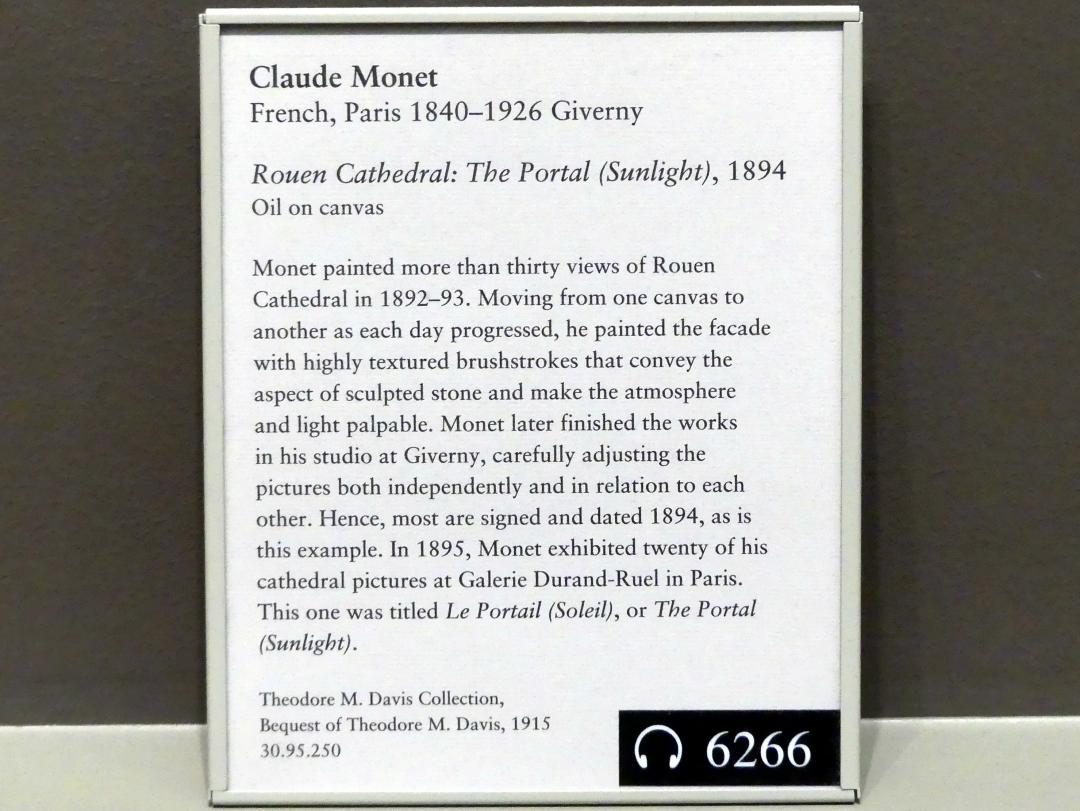 Claude Monet
French, Paris 1840–1926 Giverny
Rouen Cathedral: The Portal (Sunlight), 1894
Oil on canvas
Monet painted more than thirty views of Rouen
Cathedral in 1892–93. Moving from one canvas to
another as each day progressed, he painted the facade
with highly textured brushstrokes that convey the
aspect of sculpted stone and make the atmosphere
and light palpable. Monet later finished the works
in his studio at Giverny, carefully adjusting the
pictures both independently and in relation to each
other. Hence, most are signed and dated 1894, as is
this example. In 1895, Monet exhibited twenty of his
cathedral pictures at Galerie Durand-Ruel in Paris.
This one was titled Le Portail (Soleil), or The Portal
(Sunlight).
Theodore M. Davis Collection,
Bequest of Theodore M. Davis, 1915
30.95.250
6266